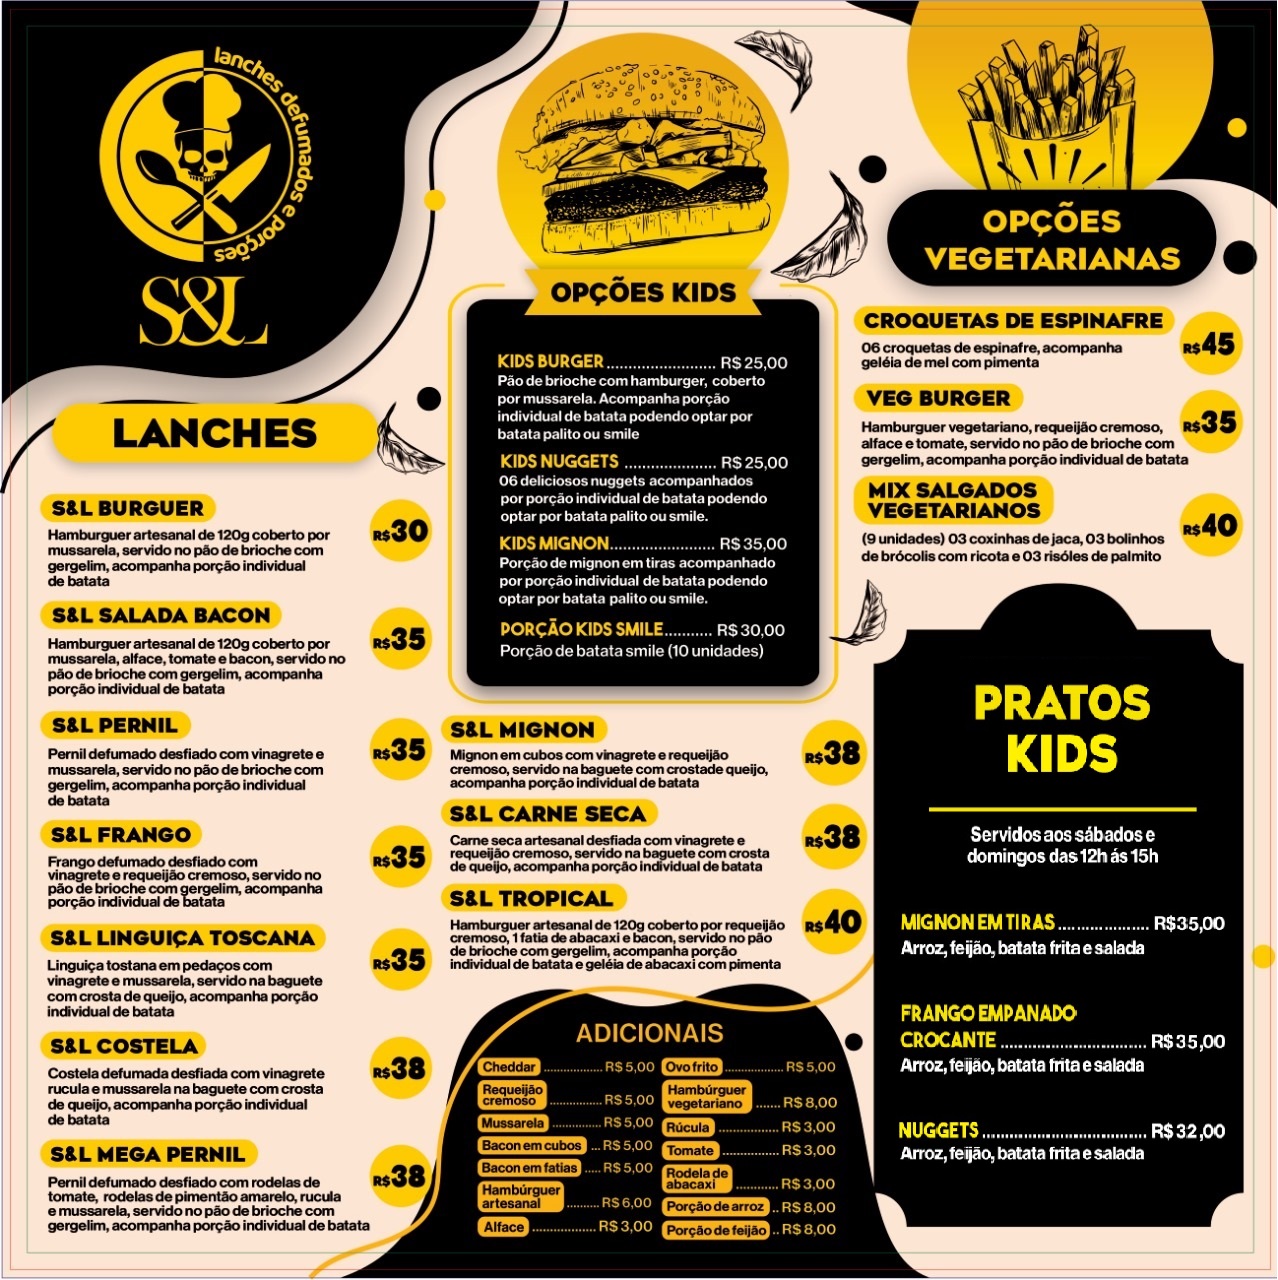 lanches defumados e porções
S&L
LANCHES
S&L BURGUER
Hamburguer artesanal de 120g coberto por
mussarela, servido no pão de brioche com
gergelim, acompanha porção individual
de batata
R$30
S&L SALADA BACON
Hamburguer artesanal de 120g coberto por
mussarela, alface, tomate e bacon, servido no
pão de brioche com gergelim, acompanha
porção individual de batata
R$35
S&L PERNIL
Pernil defumado desfiado com vinagrete e
mussarela, servido no pão de brioche com
gergelim, acompanha porção individual
de batata
R$35
S&L FRANGO
Frango defumado desfiado com
vinagrete e requeijão cremoso, servido no
pão de brioche com gergelim, acompanha
porção individual de batata
R$35
S&L LINGUIÇA TOSCANA
Linguiça tostana em pedaços com
vinagrete e mussarela, servido na baguete
com crosta de queijo, acompanha porção
individual de batata
R$35
S&L COSTELA
Costela defumada desfiada com vinagrete
rucula e mussarela na baguete com crosta
de queijo, acompanha porção individual
de batata
R$38
S&L MEGA PERNIL
Pernil defumado desfiado com rodelas de
tomate, rodelas de pimentão amarelo, rucula
e mussarela, servido no pão de brioche com
gergelim, acompanha porção individual de batata
R$38
OPÇÕES KIDS
KIDS BURGER .......................... R$ 25,00
Pão de brioche com hamburger, coberto
por mussarela. Acompanha porção
individual de batata podendo optar por
batata palito ou smile
KIDS NUGGETS ...................... R$ 25,00
06 deliciosos nuggets acompanhados
por porção individual de batata podendo
optar por batata palito ou smile.
KIDS MIGNON......................... R$ 35,00
Porção de mignon em tiras acompanhado
por porção individual de batata podendo
optar por batata palito ou smile.
PORÇÃO KIDS SMILE........... R$ 30,00
Porção de batata smile (10 unidades)
S&L MIGNON
Mignon em cubos com vinagrete e requeijão
cremoso, servido na baguete com crostade queijo,
acompanha porção individual de batata
R$38
S&L CARNE SECA
Carne seca artesanal desfiada com vinagrete e
requeijão cremoso, servido na baguete com crosta
de queijo, acompanha porção individual de batata
R$38
S&L TROPICAL
Hamburguer artesanal de 120g coberto por requeijão
cremoso, 1 fatia de abacaxi e bacon, servido no pão
de brioche com gergelim, acompanha porção
individual de batata e geléia de abacaxi com pimenta
R$40
ADICIONAIS
Cheddar .............. R$ 5,00
Requeijão
cremoso ............. R$ 5,00
Mussarela ............ R$ 5,00
Bacon em cubos ... R$ 5,00
Bacon em fatias ..... R$ 5,00
Hambúrguer
artesanal ......... R$ 6,00
Alface ................ R$ 3,00
Ovo frito .............. R$ 5,00
Hambúrguer
vegetariano ....... R$ 8,00
Rúcula ............... R$ 3,00
Tomate .............. R$ 3,00
Rodela de
abacaxi ............ R$ 3,00
Porção de arroz .. R$ 8,00
Porção de feijão .. R$ 8,00
OPÇÕES
VEGETARIANAS
CROQUETAS DE ESPINAFRE
06 croquetas de espinafre, acompanha
geléia de mel com pimenta
R$45
VEG BURGER
Hamburguer vegetariano, requeijão cremoso,
alface e tomate, servido no pão de brioche com
gergelim, acompanha porção individual de batata
R$35
MIX SALGADOS
VEGETARIANOS
(9 unidades) 03 coxinhas de jaca, 03 bolinhos
de brócolis com ricota e 03 risóles de palmito
R$40
PRATOS
KIDS
Servidos aos sábados e
domingos das 12h ás 15h
MIGNON EM TIRAS ..................... R$35,00
Arroz, feijão, batata frita e salada
FRANGO EMPANADO
CROCANTE .................................. R$ 35,00
Arroz, feijão, batata frita e salada
NUGGETS ...................................... R$ 32,00
Arroz, feijão, batata frita e salada